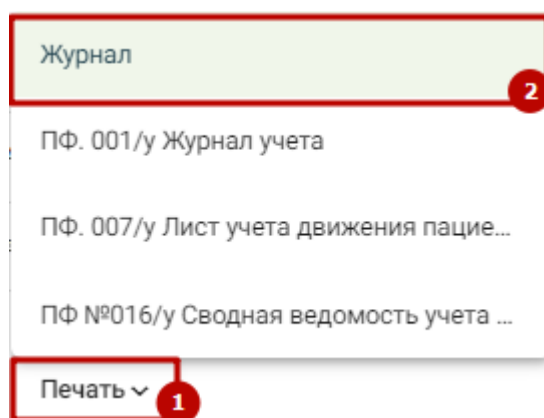 Журнал
2
ПФ. 001/у Журнал учета
ПФ. 007/у Лист учета движения пацие...
ПФ №016/у Сводная ведомость учета ...
Печать
1